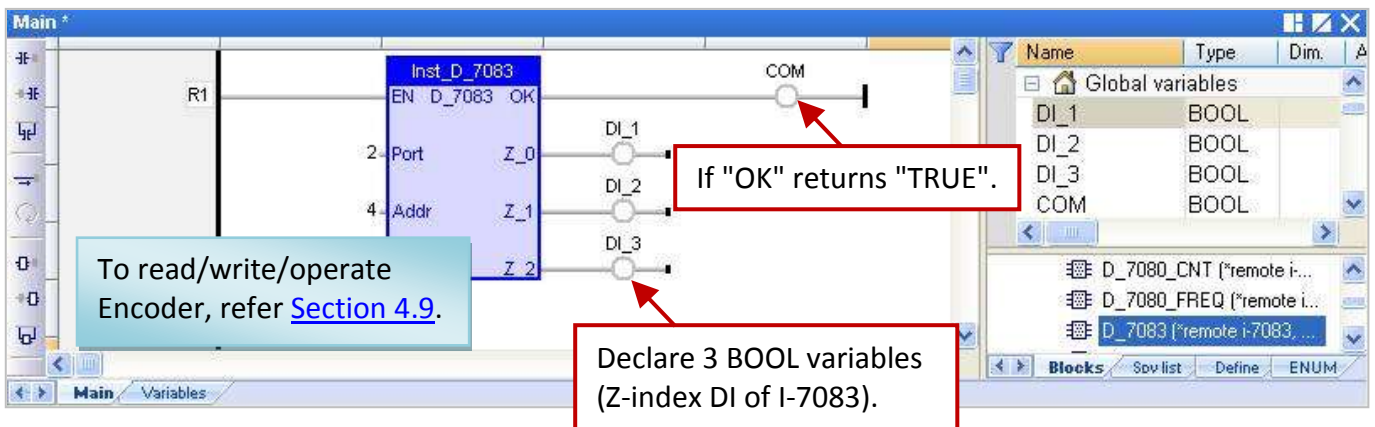 Main *
Name Type Dim. A
Global variables
DI_1 BOOL
DI_2 BOOL
DI_3 BOOL
COM BOOL
R1
Inst_D_7083
EN D_7083 OK
COM
2 Port Z_0 DI_1
4 Addr Z_1 DI_2
Z_2 DI_3
If "OK" returns "TRUE".
To read/write/operate
Encoder, refer Section 4.9.
Declare 3 BOOL variables
(Z-index DI of I-7083).
D_7080_CNT (*remote i-...
D_7080_FREQ (*remote i...
D_7083 (*remote i-7083, ...
Blocks Spy list Define ENUM
Main Variables